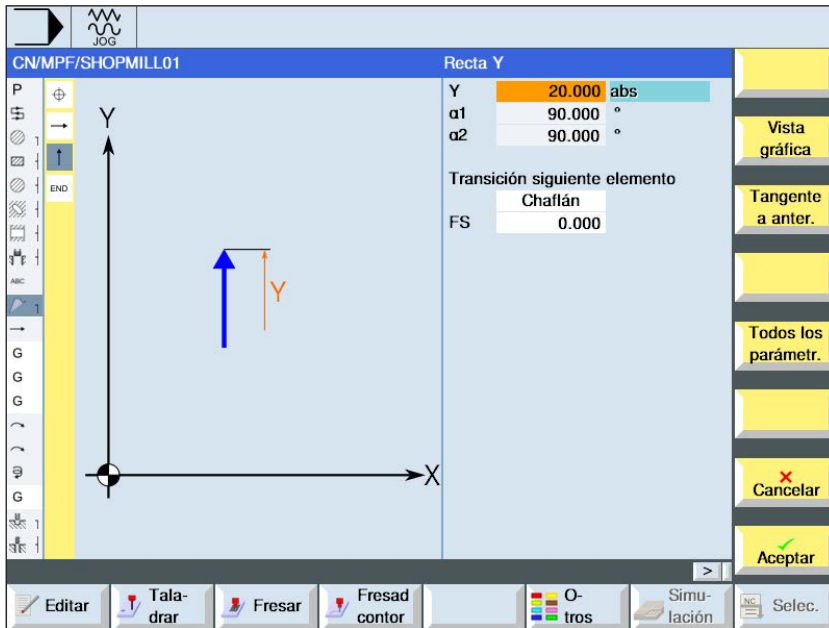 JOG
CN/MPF/SHOPMILL01
Recta Y
P
ABC
G
G
G
G
END
Y
Y
X
Y 20.000 abs
α1 90.000 °
α2 90.000 °
Transición siguiente elemento
Chaflán
FS 0.000
Vista
gráfica
Tangente
a anter.
Todos los
parámetr.
Cancelar
Aceptar
>
Editar
Tala-
drar
Fresar
Fresad
contor
O-
tros
Simu-
lación
NC
Selec.